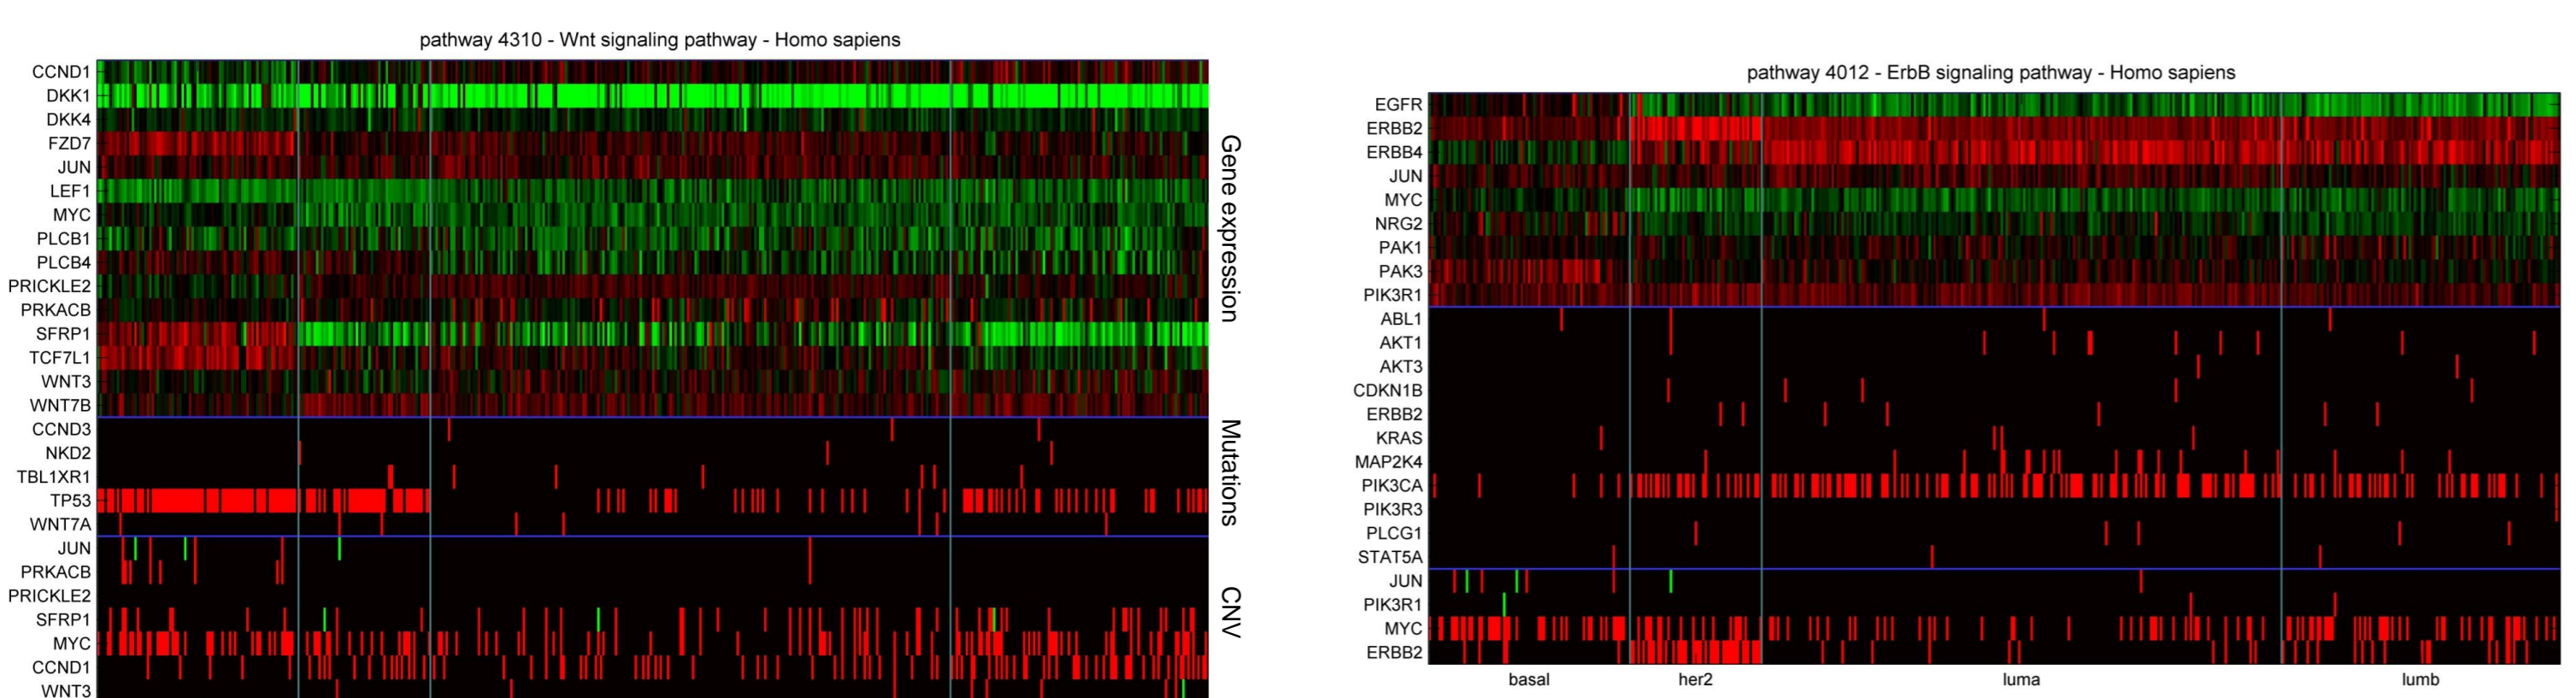 pathway 4310 - Wnt signaling pathway - Homo sapiens
CCND1
DKK1
DKK4
FZD7
JUN
LEF1
MYC
PLCB1
PLCB4
PRICKLE2
PRKACB
SFRP1
TCF7L1
WNT3
WNT7B
CCND3
NKD2
TBL1XR1
TP53
WNT7A
JUN
PRKACB
PRICKLE2
SFRP1
MYC
CCND1
WNT3
Gene expression
Mutations
CNV
pathway 4012 - ErbB signaling pathway - Homo sapiens
EGFR
ERBB2
ERBB4
JUN
MYC
NRG2
PAK1
PAK3
PIK3R1
ABL1
AKT1
AKT3
CDKN1B
ERBB2
KRAS
MAP2K4
PIK3CA
PIK3R3
PLCG1
STAT5A
JUN
PIK3R1
MYC
ERBB2
basal her2 luma lumb